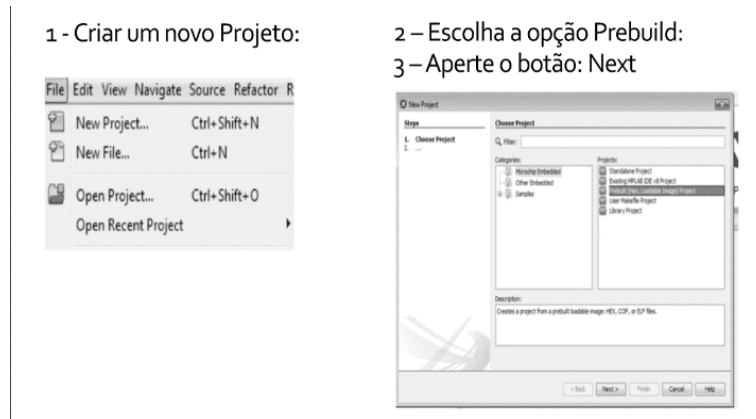 1 - Criar um novo Projeto:
File Edit View Navigate Source Refactor R
New Project... Ctrl+Shift+N
New File... Ctrl+N
Open Project... Ctrl+Shift+O
Open Recent Project
2 – Escolha a opção Prebuild:
3 – Aperte o botão: Next
New Project
Steps
1. Choose Project
2. ...
Choose Project
Filter:
Categories:
Microchip Embedded
Other Embedded
Samples
Projects:
Standalone Project
Existing MPLAB IDE v8 Project
Prebuilt (Hex, Loadable Image) Project
User Makefile Project
Library Project
Description:
Creates a project from a prebuilt loadable image: HEX, COF, or ELF files.
< Back Next > Finish Cancel Help